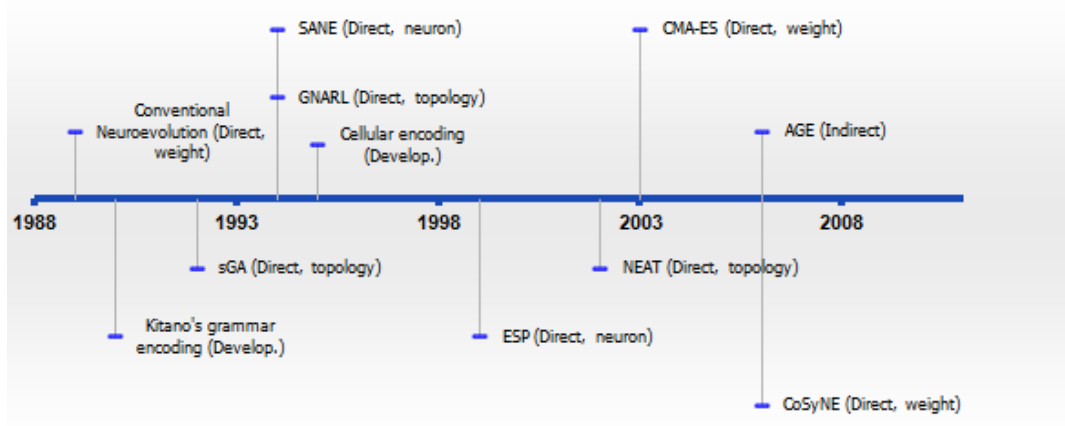 SANE (Direct, neuron)
CMA-ES (Direct, weight)
GNARL (Direct, topology)
Conventional
Neuroevolution (Direct,
weight)
Cellular encoding
(Develop.)
AGE (Indirect)
1988 1993 1998 2003 2008
sGA (Direct, topology)
NEAT (Direct, topology)
Kitano's grammar
encoding (Develop.)
ESP (Direct, neuron)
CoSyNE (Direct, weight)